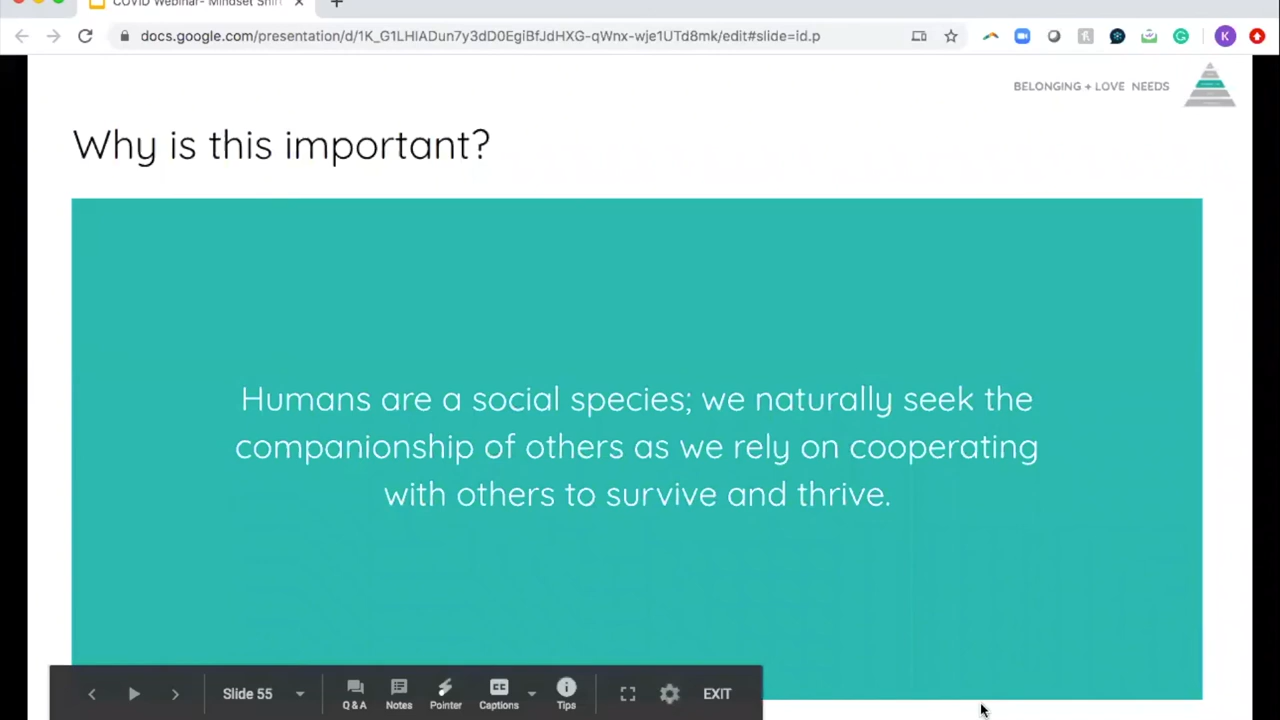 COVID Webinar- Mindset Shift
docs.google.com/presentation/d/1K_G1LHIADun7y3dD0EgiBfJdHXG-qWnx-wje1UTd8mk/edit#slide=id.p
K
BELONGING + LOVE NEEDS
Why is this important?
Humans are a social species; we naturally seek the
companionship of others as we rely on cooperating
with others to survive and thrive.
Slide 55
Q & A
Notes
Pointer
CC
Captions
Tips
EXIT